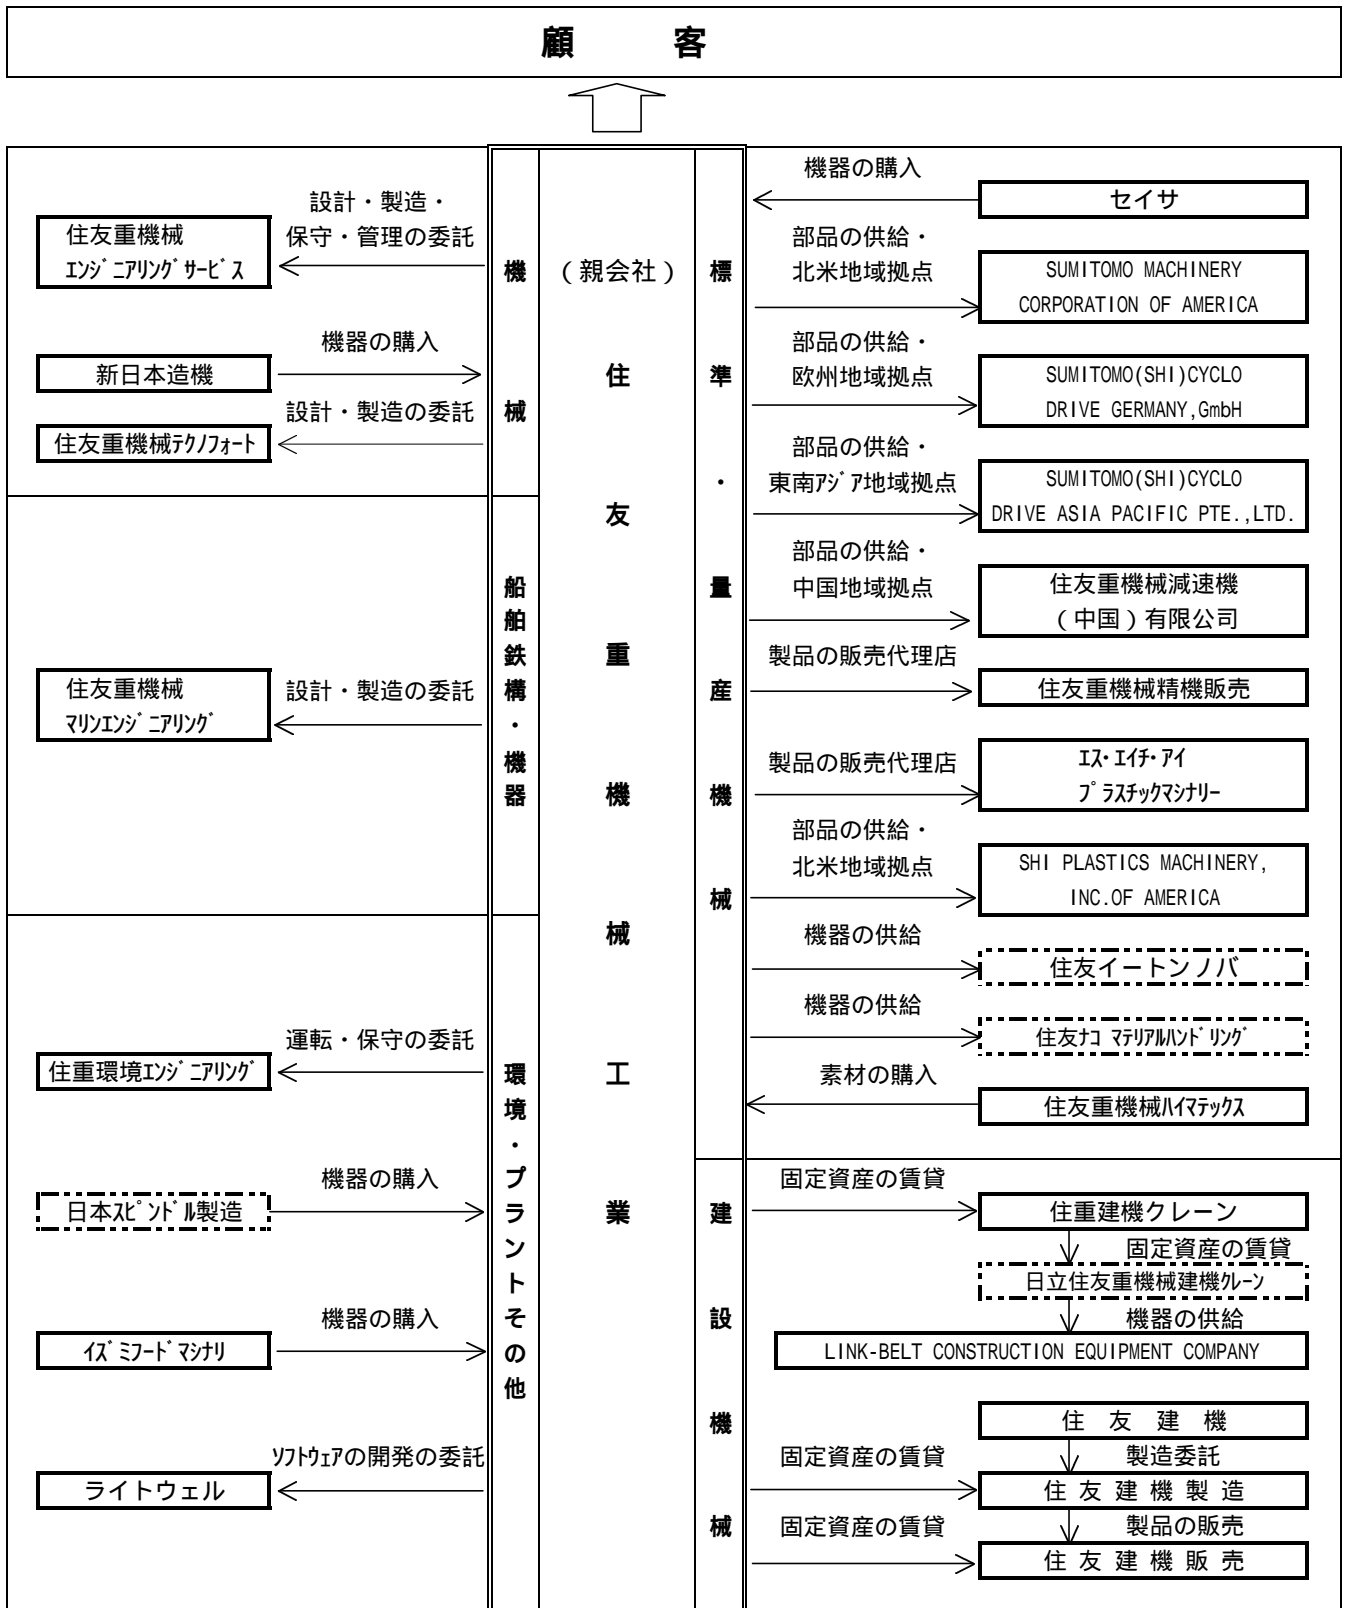 顧客
設計・製造・
保守・管理の委託
住友重機械
エンジニアリングサービス
機器の購入
新日本造機
設計・製造の委託
住友重機械テクノフォート
機械
設計・製造の委託
住友重機械
マリンエンジニアリング
船舶鉄構・機器
運転・保守の委託
住重環境エンジニアリング
機器の購入
日本スピンドル製造
機器の購入
イズミフードマシナリ
ソフトウェアの開発の委託
ライトウェル
環境・プラントその他
(親会社)
住友重機械工業
標準・量産機械
機器の購入
セイサ
部品の供給・
北米地域拠点
SUMITOMO MACHINERY
CORPORATION OF AMERICA
部品の供給・
欧州地域拠点
SUMITOMO(SHI)CYCLO
DRIVE GERMANY,GmbH
部品の供給・
東南アジア地域拠点
SUMITOMO(SHI)CYCLO
DRIVE ASIA PACIFIC PTE.,LTD.
部品の供給・
中国地域拠点
住友重機械減速機
(中国)有限公司
製品の販売代理店
住友重機械精機販売
製品の販売代理店
エス・エイチ・アイ
プラスチックマシナリー
部品の供給・
北米地域拠点
SHI PLASTICS MACHINERY,
INC.OF AMERICA
機器の供給
住友イートンノバ
機器の供給
住友ナコ マテリアルハンドリング
素材の購入
住友重機械ハイマテックス
建設機械
固定資産の賃貸
住重建機クレーン
固定資産の賃貸
日立住友重機械建機クレーン
機器の供給
LINK-BELT CONSTRUCTION EQUIPMENT COMPANY
住友建機
製造委託
固定資産の賃貸
住友建機製造
製品の販売
固定資産の賃貸
住友建機販売